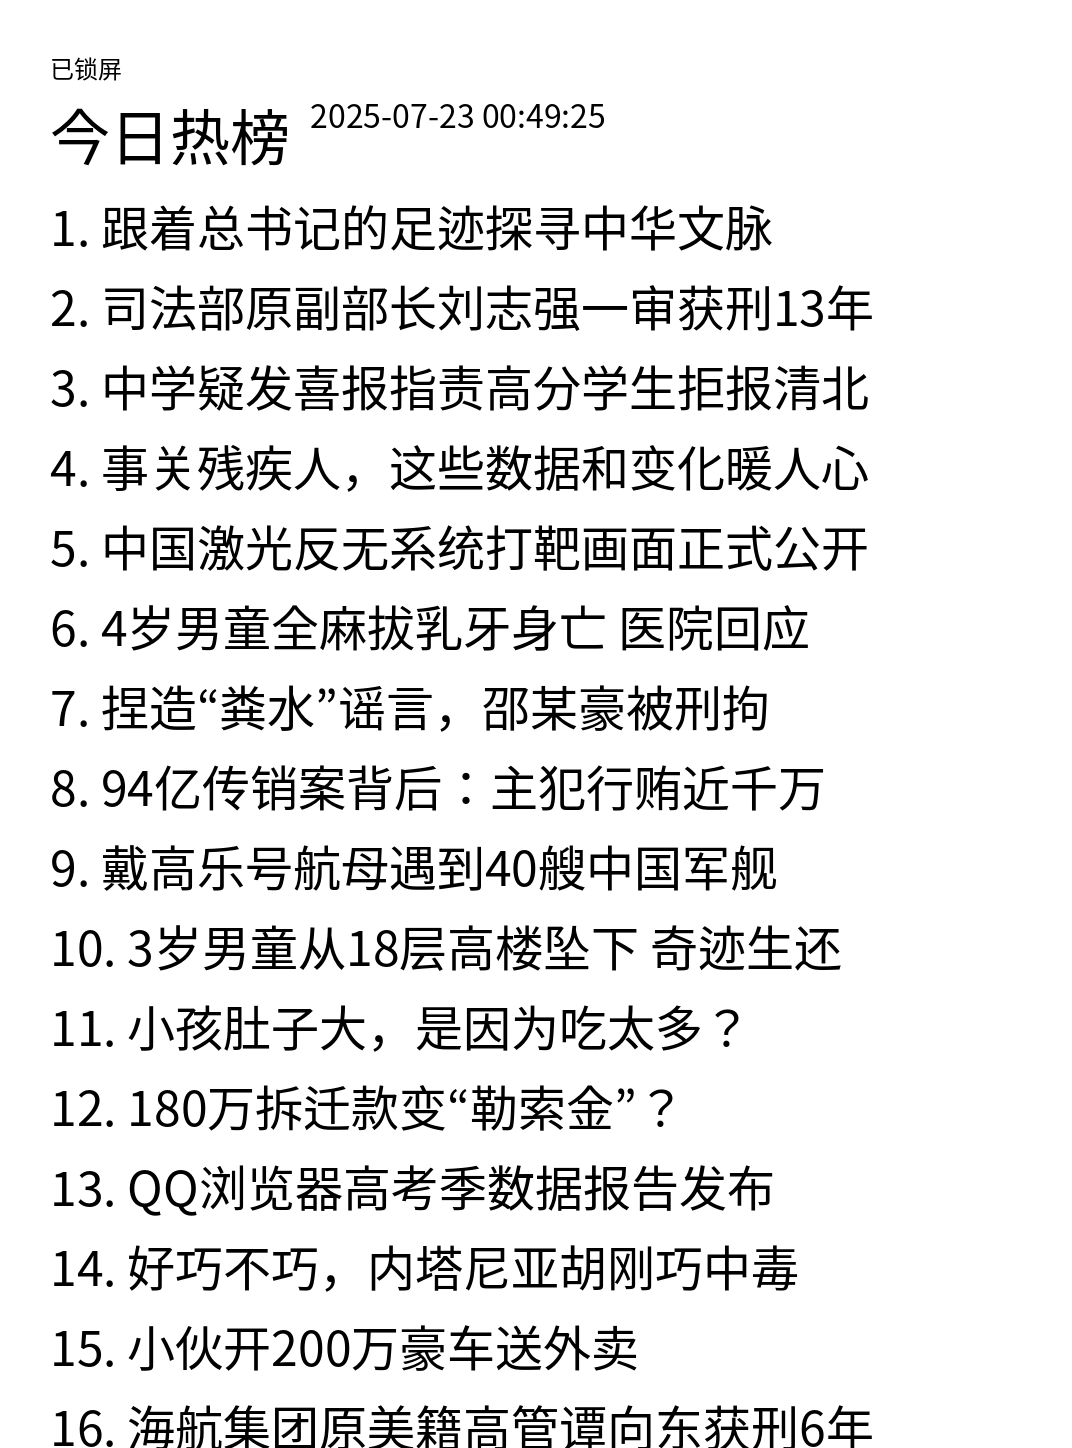 已锁屏
今日热榜 2025-07-23 00:49:25
1. 跟着总书记的足迹探寻中华文脉
2. 司法部原副部长刘志强一审获刑13年
3. 中学疑发喜报指责高分学生拒报清北
4. 事关残疾人，这些数据和变化暖人心
5. 中国激光反无系统打靶画面正式公开
6. 4岁男童全麻拔乳牙身亡 医院回应
7. 捏造“粪水”谣言，邵某豪被刑拘
8. 94亿传销案背后：主犯行贿近千万
9. 戴高乐号航母遇到40艘中国军舰
10. 3岁男童从18层高楼坠下 奇迹生还
11. 小孩肚子大，是因为吃太多？
12. 180万拆迁款变“勒索金”？
13. QQ浏览器高考季数据报告发布
14. 好巧不巧，内塔尼亚胡刚巧中毒
15. 小伙开200万豪车送外卖
16. 海航集团原美籍高管谭向东获刑6年